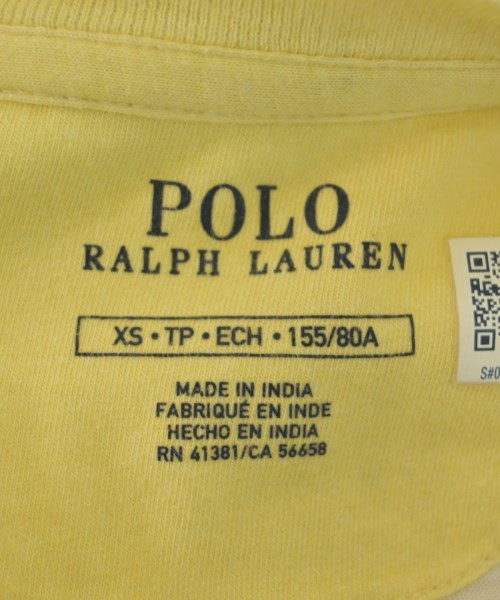 POLO
RALPH LAUREN
XS • TP • ECH • 155/80A
MADE IN INDIA
FABRIQUÉ EN INDE
HECHO EN INDIA
RN 41381/CA 56658
S#0